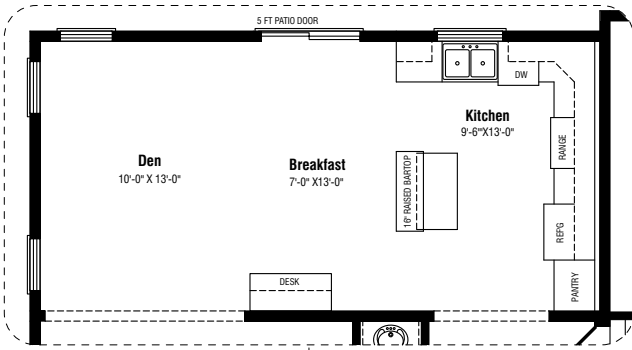 5 FT PATIO DOOR
DW
Kitchen
9'-6"X13'-0"
RANGE
Den
10'-0" X 13'-0"
Breakfast
7'-0" X13'-0"
16" RAISED BARTOP
REFG
DESK
PANTRY